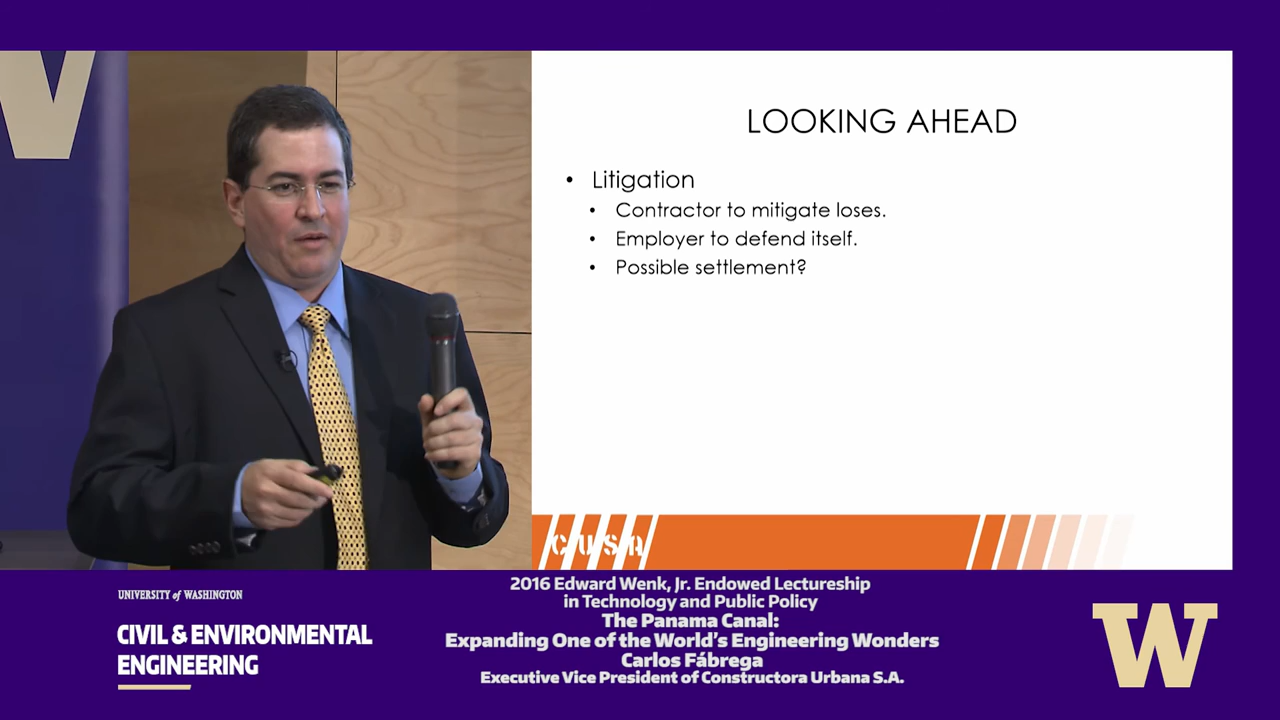 LOOKING AHEAD
• Litigation
• Contractor to mitigate loses.
• Employer to defend itself.
• Possible settlement?
CUSA
UNIVERSITY of WASHINGTON
CIVIL & ENVIRONMENTAL
ENGINEERING
2016 Edward Wenk, Jr. Endowed Lectureship
in Technology and Public Policy
The Panama Canal:
Expanding One of the World's Engineering Wonders
Carlos Fábrega
Executive Vice President of Constructora Urbana S.A.
W